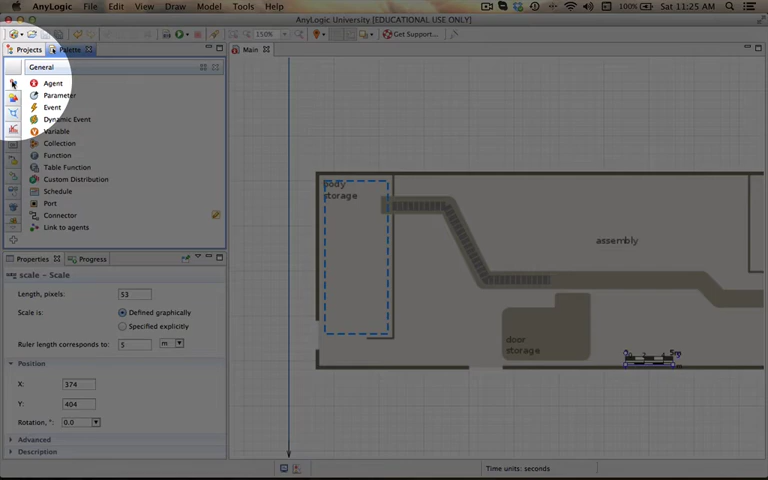 AnyLogic File Edit View Draw Model Tools Help 100% Sat 11:25 AM
AnyLogic University [EDUCATIONAL USE ONLY]
150% Get Support...
Projects Palette Main
General
Agent
Parameter
Event
Dynamic Event
Variable
Collection
Function
Table Function
Custom Distribution
Schedule
Port
Connector
Link to agents
body
storage
assembly
door
storage
Properties Progress
scale - Scale
Length, pixels: 53
Scale is: Defined graphically
Specified explicitly
Ruler length corresponds to: 5 m
Position
X: 374
Y: 404
Rotation, °: 0.0
Advanced
Description
Time units: seconds